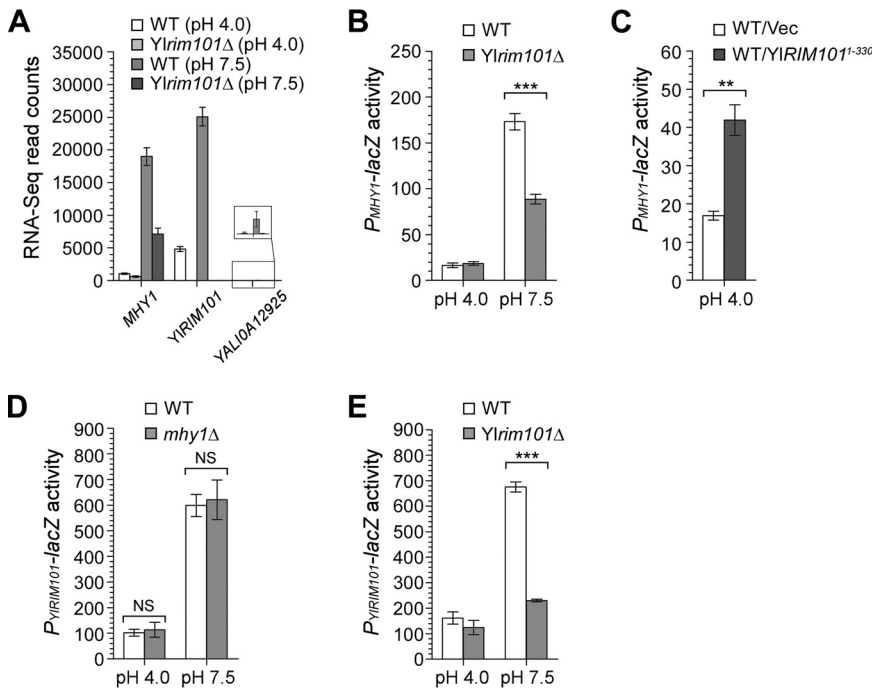 A
WT (pH 4.0)
Ylrim101Δ (pH 4.0)
WT (pH 7.5)
Ylrim101Δ (pH 7.5)
RNA-Seq read counts
35000
30000
25000
20000
15000
10000
5000
0
MHY1
YlRIM101
YALI0A12925
B
WT
Ylrim101Δ
PMHY1-lacZ activity
250
200
150
100
50
0
***
pH 4.0
pH 7.5
C
WT/Vec
WT/YlRIM101¹⁻³³⁰
PMHY1-lacZ activity
60
50
40
30
20
10
0
**
pH 4.0
D
WT
mhy1Δ
PYlRIM101-lacZ activity
900
800
700
600
500
400
300
200
100
0
NS
NS
pH 4.0
pH 7.5
E
WT
Ylrim101Δ
PYlRIM101-lacZ activity
900
800
700
600
500
400
300
200
100
0
***
pH 4.0
pH 7.5